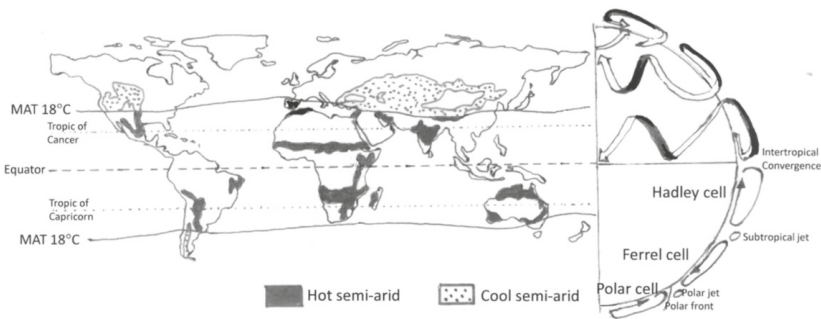 MAT 18°C
Tropic of
Cancer
Equator
Tropic of
Capricorn
MAT 18°C
Hot semi-arid
Cool semi-arid
Intertropical
Convergence
Hadley cell
Subtropical jet
Ferrel cell
Polar cell
Polar jet
Polar front